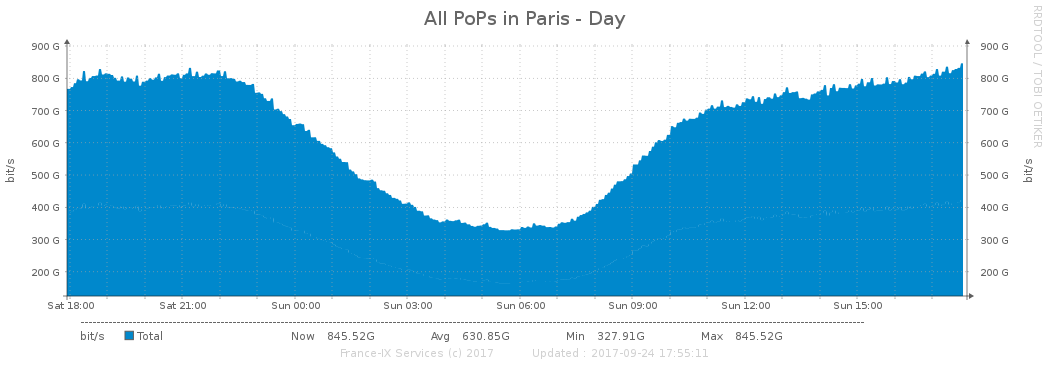 All PoPs in Paris - Day
RRDTOOL / TOBI OETIKER
bit/s
bit/s
900 G 900 G
800 G 800 G
700 G 700 G
600 G 600 G
500 G 500 G
400 G 400 G
300 G 300 G
200 G 200 G
Sat 18:00 Sat 21:00 Sun 00:00 Sun 03:00 Sun 06:00 Sun 09:00 Sun 12:00 Sun 15:00
bit/s Total Now 845.52G Avg 630.85G Min 327.91G Max 845.52G
France-IX Services (c) 2017 Updated : 2017-09-24 17:55:11